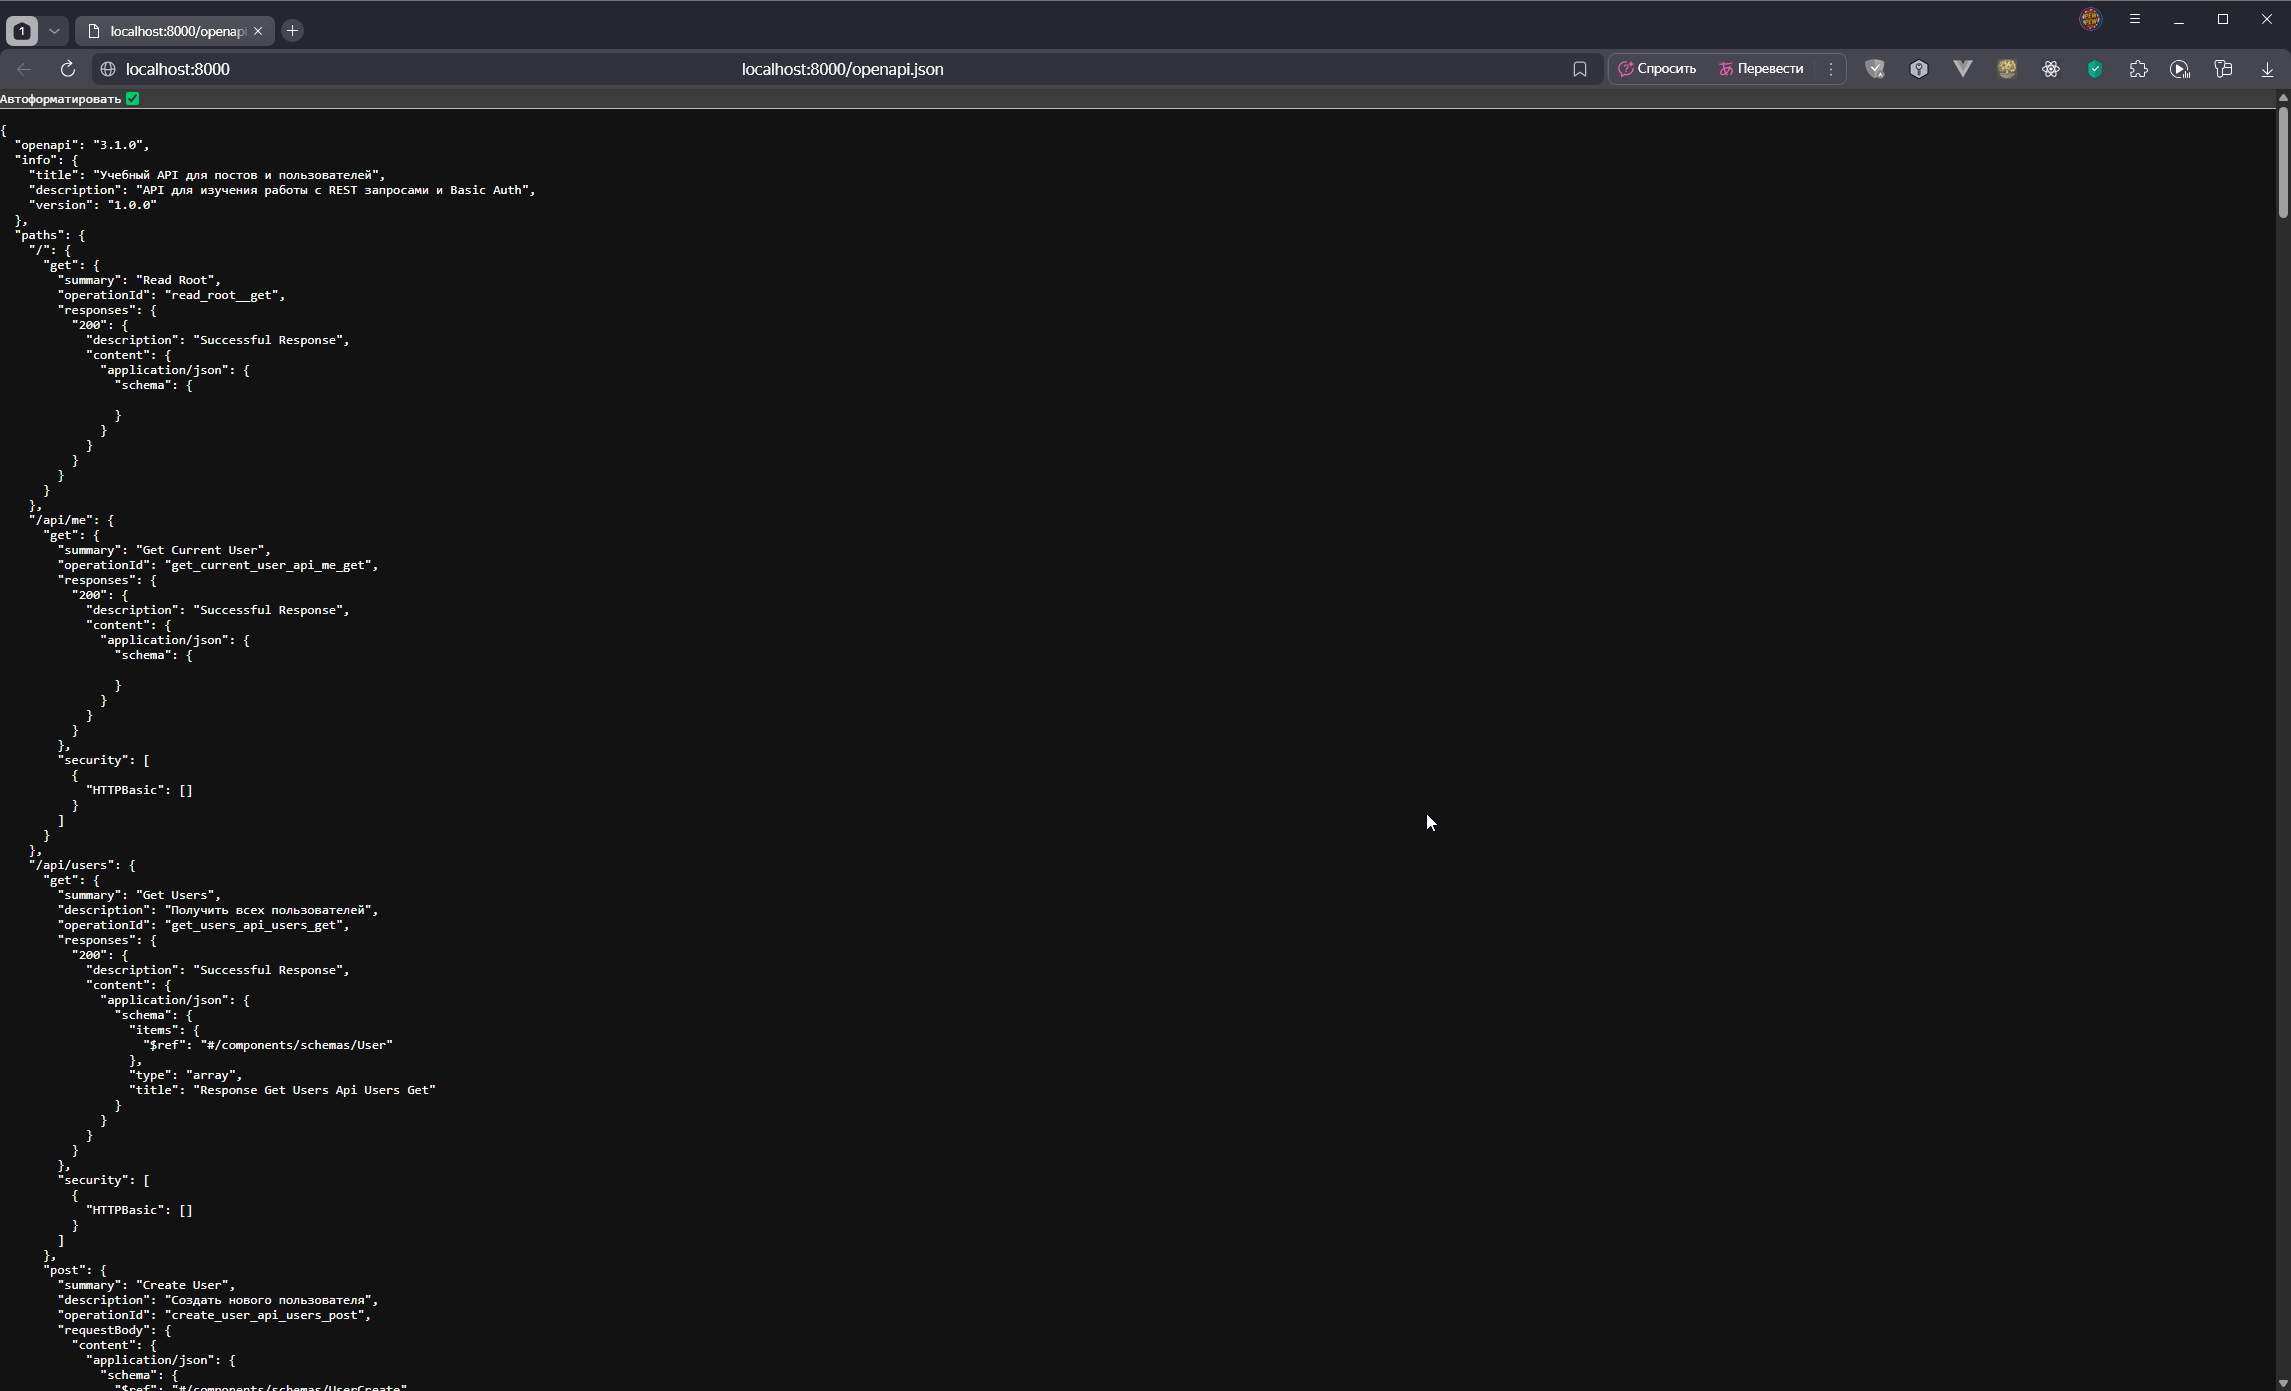 1
localhost:8000/openapi
localhost:8000
localhost:8000/openapi.json
Спросить
Перевести
Автоформатировать
{
  "openapi": "3.1.0",
  "info": {
    "title": "Учебный API для постов и пользователей",
    "description": "API для изучения работы с REST запросами и Basic Auth",
    "version": "1.0.0"
  },
  "paths": {
    "/": {
      "get": {
        "summary": "Read Root",
        "operationId": "read_root__get",
        "responses": {
          "200": {
            "description": "Successful Response",
            "content": {
              "application/json": {
                "schema": {

                }
              }
            }
          }
        }
      }
    },
    "/api/me": {
      "get": {
        "summary": "Get Current User",
        "operationId": "get_current_user_api_me_get",
        "responses": {
          "200": {
            "description": "Successful Response",
            "content": {
              "application/json": {
                "schema": {

                }
              }
            }
          }
        },
        "security": [
          {
            "HTTPBasic": []
          }
        ]
      }
    },
    "/api/users": {
      "get": {
        "summary": "Get Users",
        "description": "Получить всех пользователей",
        "operationId": "get_users_api_users_get",
        "responses": {
          "200": {
            "description": "Successful Response",
            "content": {
              "application/json": {
                "schema": {
                  "items": {
                    "$ref": "#/components/schemas/User"
                  },
                  "type": "array",
                  "title": "Response Get Users Api Users Get"
                }
              }
            }
          }
        },
        "security": [
          {
            "HTTPBasic": []
          }
        ]
      },
      "post": {
        "summary": "Create User",
        "description": "Создать нового пользователя",
        "operationId": "create_user_api_users_post",
        "requestBody": {
          "content": {
            "application/json": {
              "schema": {
                "$ref": "#/components/schemas/UserCreate"